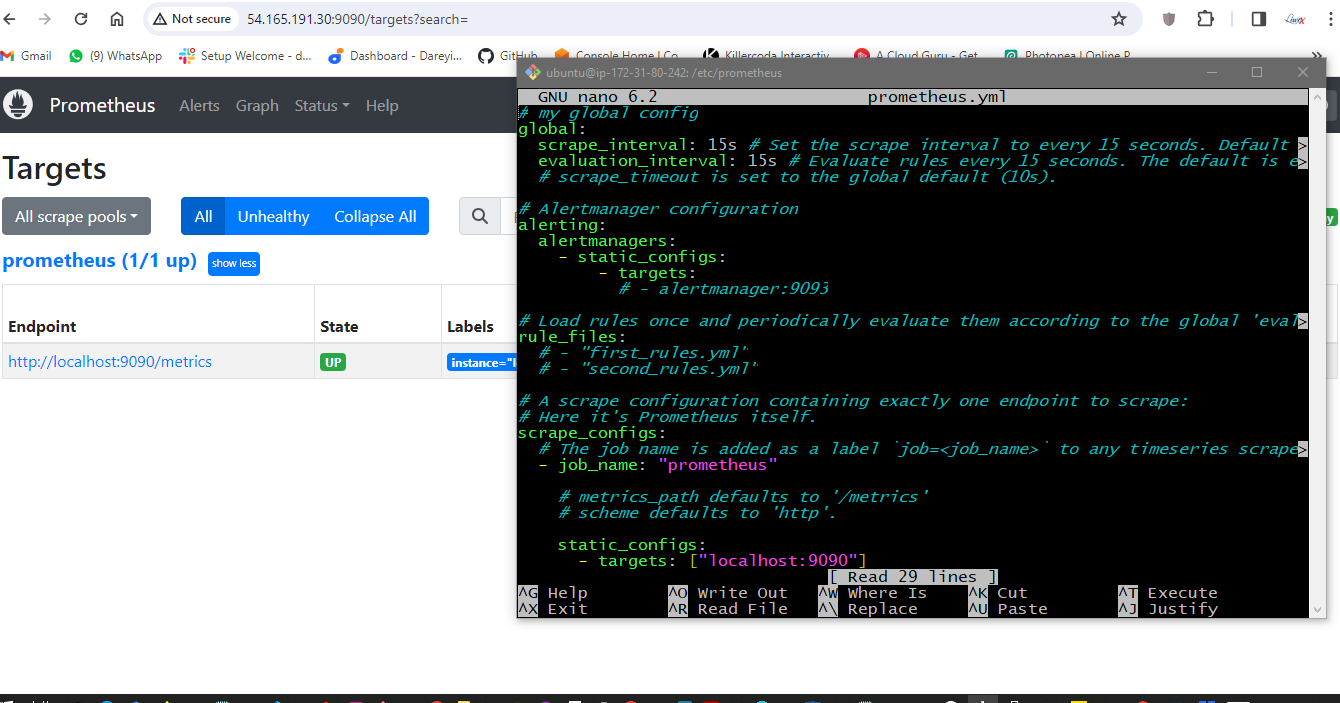 Not secure
54.165.191.30:9090/targets?search=
Gmail
(9) WhatsApp
Setup Welcome - d...
Dashboard - Dareyi...
GitHub
Console Home | Co
Killercoda Interactiv
A Cloud Guru - Get
Photopea | Online P
Prometheus
Alerts
Graph
Status
Help
Targets
All scrape pools
All
Unhealthy
Collapse All
prometheus (1/1 up)
show less
Endpoint
State
Labels
http://localhost:9090/metrics
UP
instance="l
ubuntu@ip-172-31-80-242: /etc/prometheus
GNU nano 6.2 prometheus.yml
# my global config
global:
  scrape_interval: 15s # Set the scrape interval to every 15 seconds. Default >
  evaluation_interval: 15s # Evaluate rules every 15 seconds. The default is e>
  # scrape_timeout is set to the global default (10s).
# Alertmanager configuration
alerting:
  alertmanagers:
    - static_configs:
        - targets:
          # - alertmanager:9093
# Load rules once and periodically evaluate them according to the global 'eval>
rule_files:
  # - "first_rules.yml"
  # - "second_rules.yml"
# A scrape configuration containing exactly one endpoint to scrape:
# Here it's Prometheus itself.
scrape_configs:
  # The job name is added as a label `job=<job_name>` to any timeseries scrape>
  - job_name: "prometheus"
    # metrics_path defaults to '/metrics'
    # scheme defaults to 'http'.
    static_configs:
      - targets: ["localhost:9090"]
[ Read 29 lines ]
^G Help ^O Write Out ^W Where Is ^K Cut ^T Execute
^X Exit ^R Read File ^\ Replace ^U Paste ^J Justify